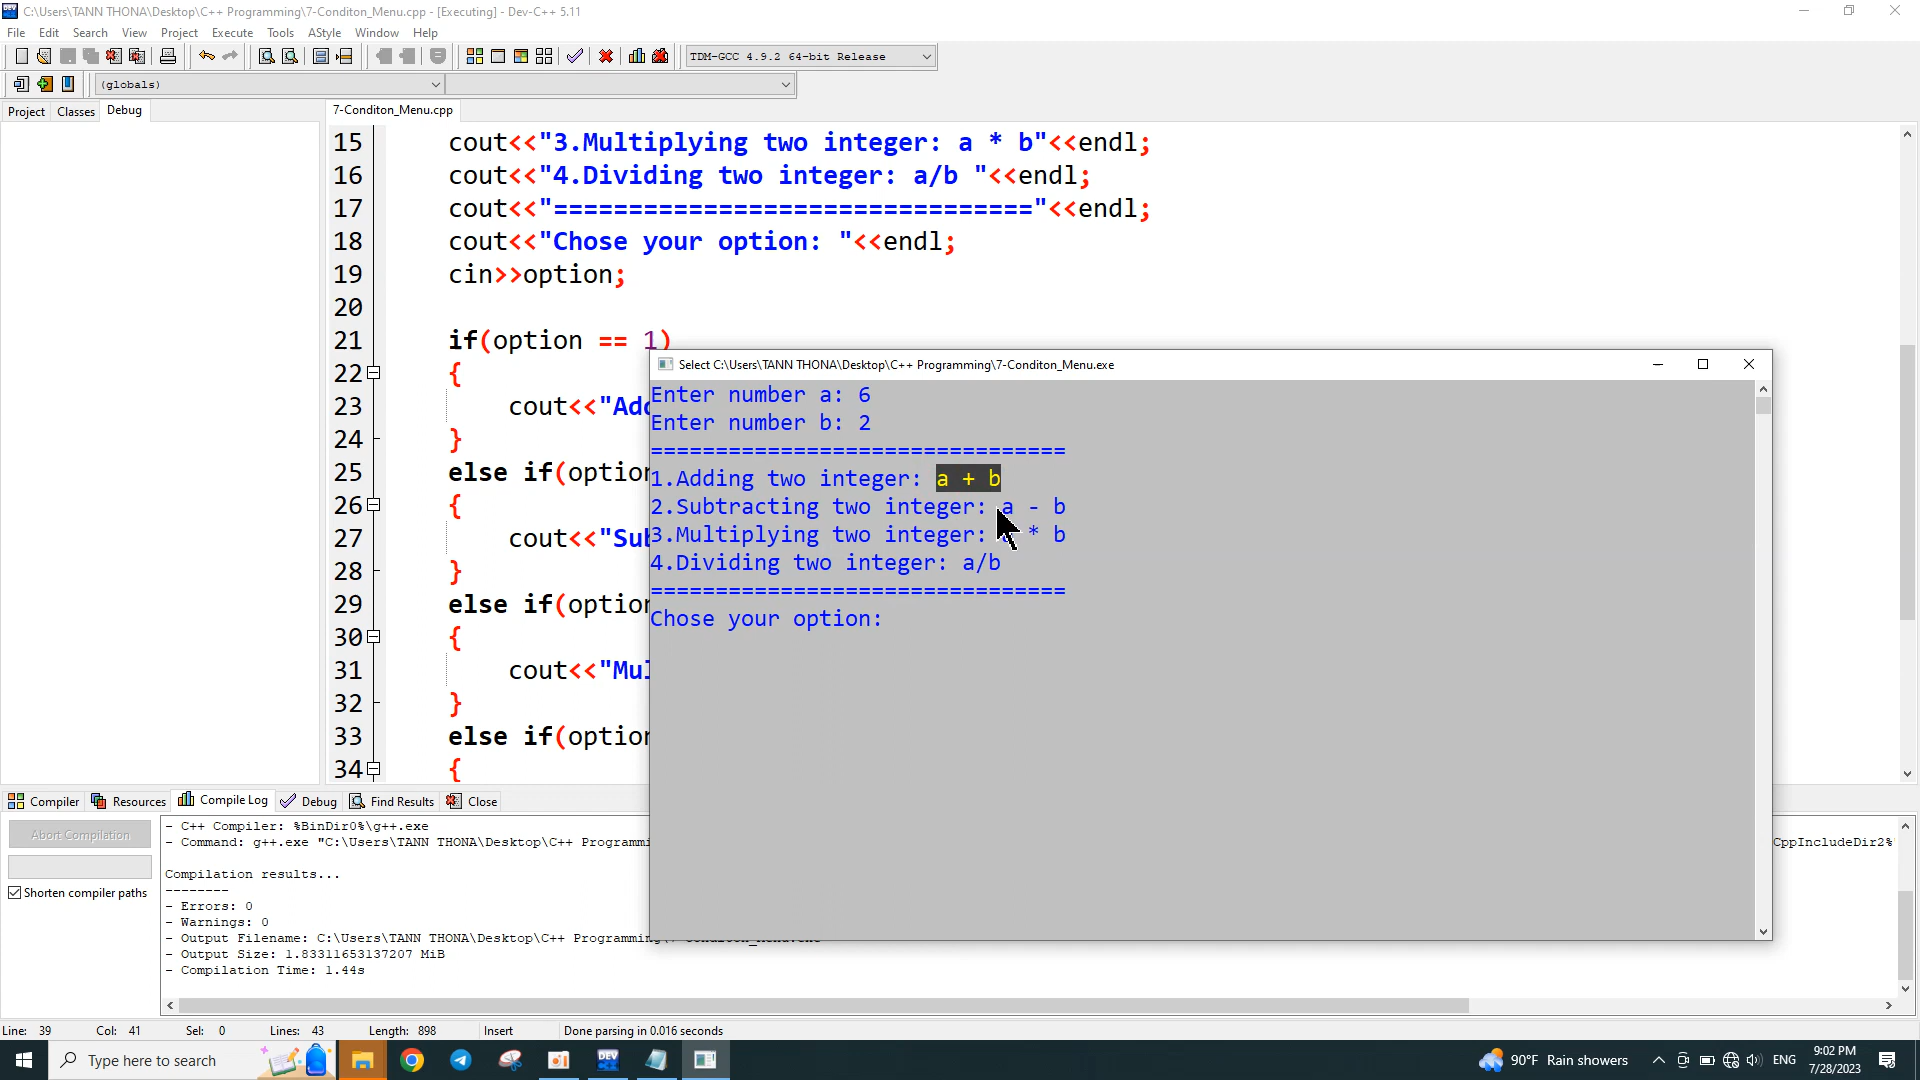 C:\Users\TANN THONA\Desktop\C++ Programming\7-Conditon_Menu.cpp - [Executing] - Dev-C++ 5.11
File Edit Search View Project Execute Tools AStyle Window Help
TDM-GCC 4.9.2 64-bit Release
(globals)
Project Classes Debug
7-Conditon_Menu.cpp
15 cout<<"3.Multiplying two integer: a * b"<<endl;
16 cout<<"4.Dividing two integer: a/b "<<endl;
17 cout<<"================================"<<endl;
18 cout<<"Chose your option: "<<endl;
19 cin>>option;
20
21 if(option == 1)
22 {
23 cout<<"Add
24 }
25 else if(option
26 {
27 cout<<"Sub
28 }
29 else if(option
30 {
31 cout<<"Mul
32 }
33 else if(option
34 {
Select C:\Users\TANN THONA\Desktop\C++ Programming\7-Conditon_Menu.exe
Enter number a: 6
Enter number b: 2
================================
1.Adding two integer: a + b
2.Subtracting two integer: a - b
3.Multiplying two integer: * b
4.Dividing two integer: a/b
================================
Chose your option:
Compiler Resources Compile Log Debug Find Results Close
Abort Compilation
Shorten compiler paths
- C++ Compiler: %BinDir0%\g++.exe
- Command: g++.exe "C:\Users\TANN THONA\Desktop\C++ Programmi
CppIncludeDir2%
Compilation results...
--------
- Errors: 0
- Warnings: 0
- Output Filename: C:\Users\TANN THONA\Desktop\C++ Programming
- Output Size: 1.83311653137207 MiB
- Compilation Time: 1.44s
Line: 39 Col: 41 Sel: 0 Lines: 43 Length: 898 Insert Done parsing in 0.016 seconds
Type here to search
DEV
90°F Rain showers
ENG
9:02 PM
7/28/2023